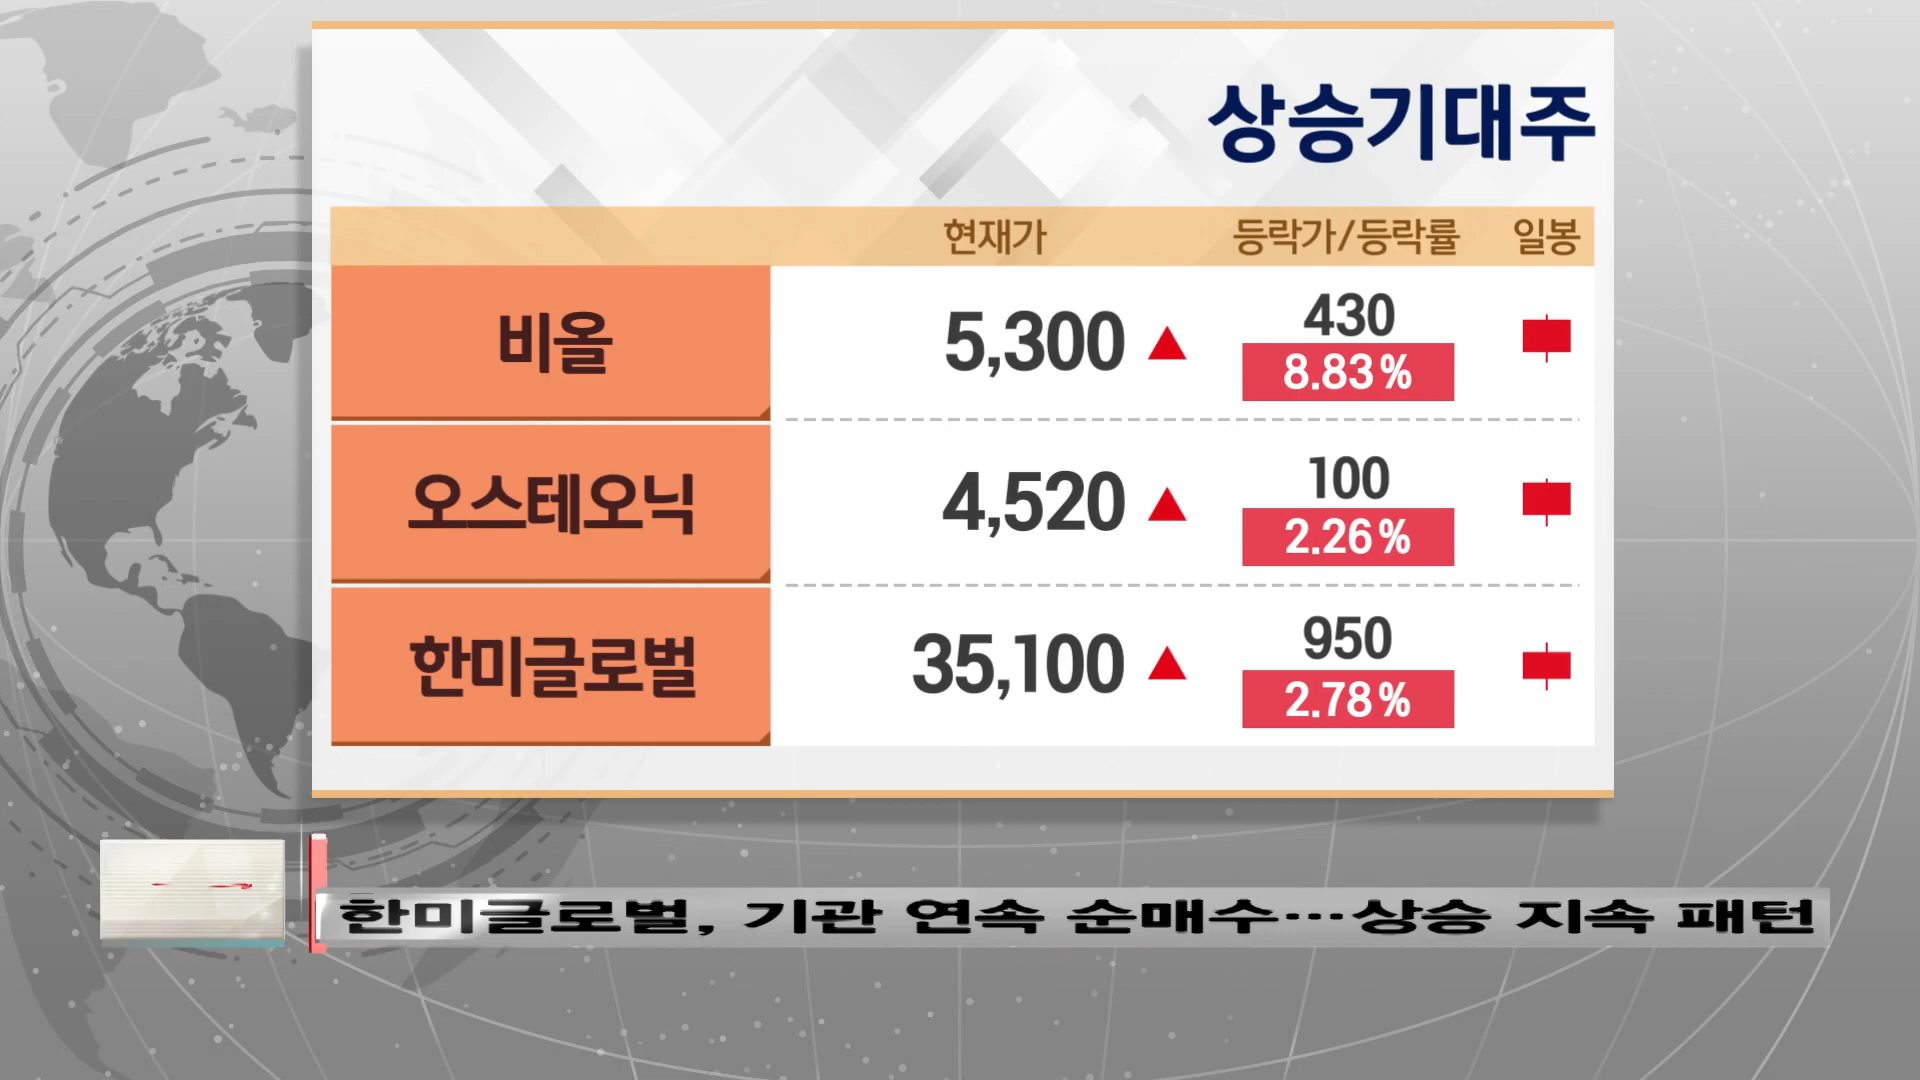 상승기대주
현재가 등락가/등락률 일봉
비올 5,300 ▲ 430
8.83%
오스테오닉 4,520 ▲ 100
2.26%
한미글로벌 35,100 ▲ 950
2.78%
한미글로벌, 기관 연속 순매수…상승 지속 패턴